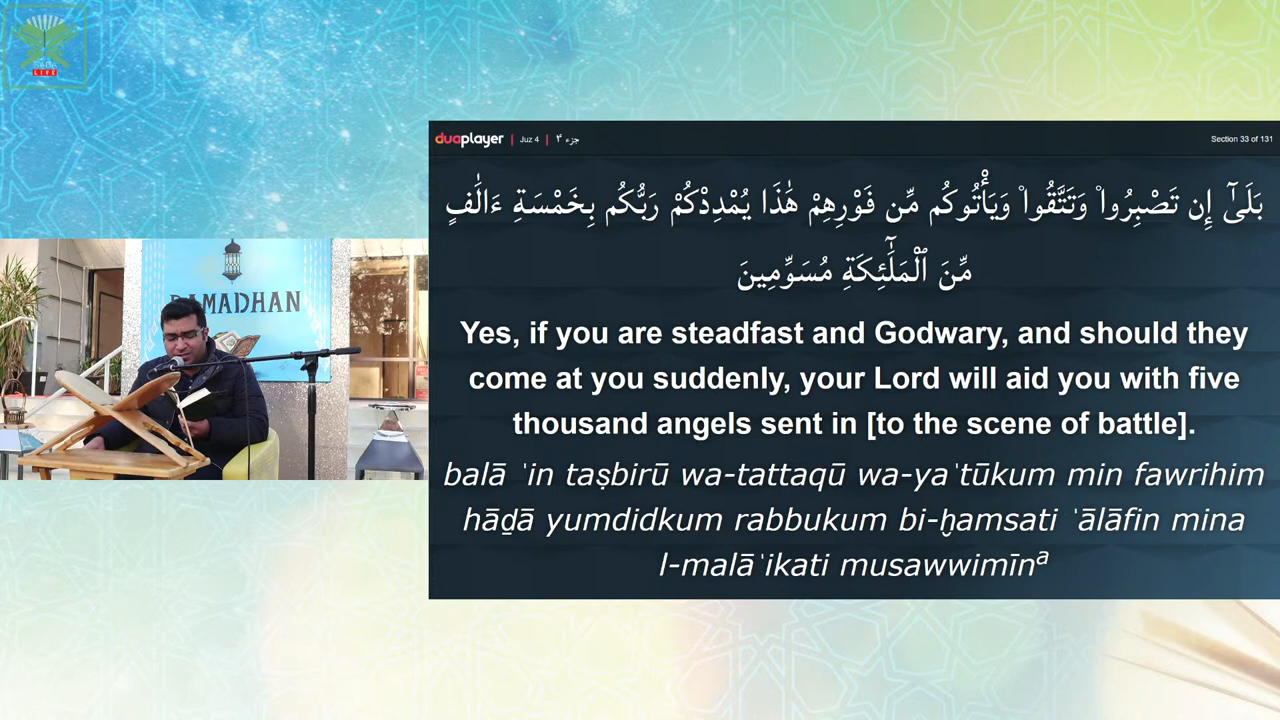 SeDe
LIVE
duaplayer | Juz 4 | جزء ۴
Section 33 of 131
بَلَىٰٓ إِن تَصْبِرُوا۟ وَتَتَّقُوا۟ وَيَأْتُوكُم مِّن فَوْرِهِمْ هَٰذَا يُمْدِدْكُمْ رَبُّكُم بِخَمْسَةِ ءَالَٰفٍ
مِّنَ ٱلْمَلَٰٓئِكَةِ مُسَوِّمِينَ
Yes, if you are steadfast and Godwary, and should they
come at you suddenly, your Lord will aid you with five
thousand angels sent in [to the scene of battle].
balā ʾin taṣbirū wa-tattaqū wa-yaʾtūkum min fawrihim
hāḏā yumdidkum rabbukum bi-ḫamsati ʾālāfin mina
l-malāʾikati musawwimīnᵃ
RAMADHAN